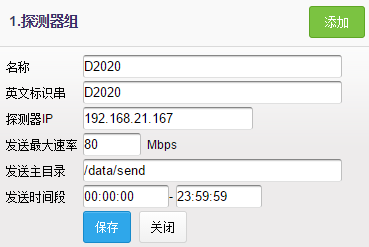 1.探测器组 添加
名称 D2020
英文标识串 D2020
探测器IP 192.168.21.167
发送最大速率 80 Mbps
发送主目录 /data/send
发送时间段 00:00:00 - 23:59:59
保存 关闭